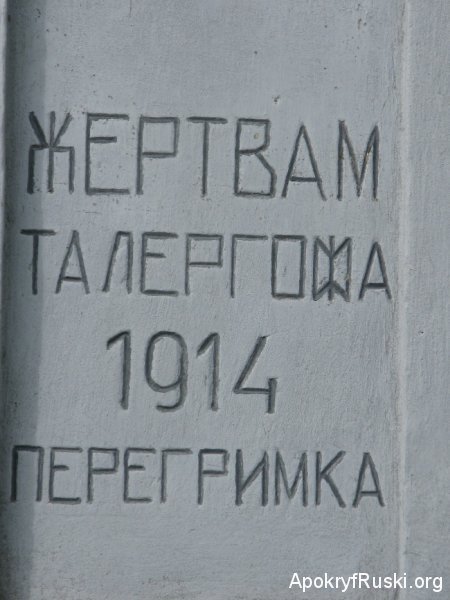 ЖЕРТВАМ
ТАЛЕРГОФА
1914
ПЕРЕГРИМКА
ApokryfRuski.org